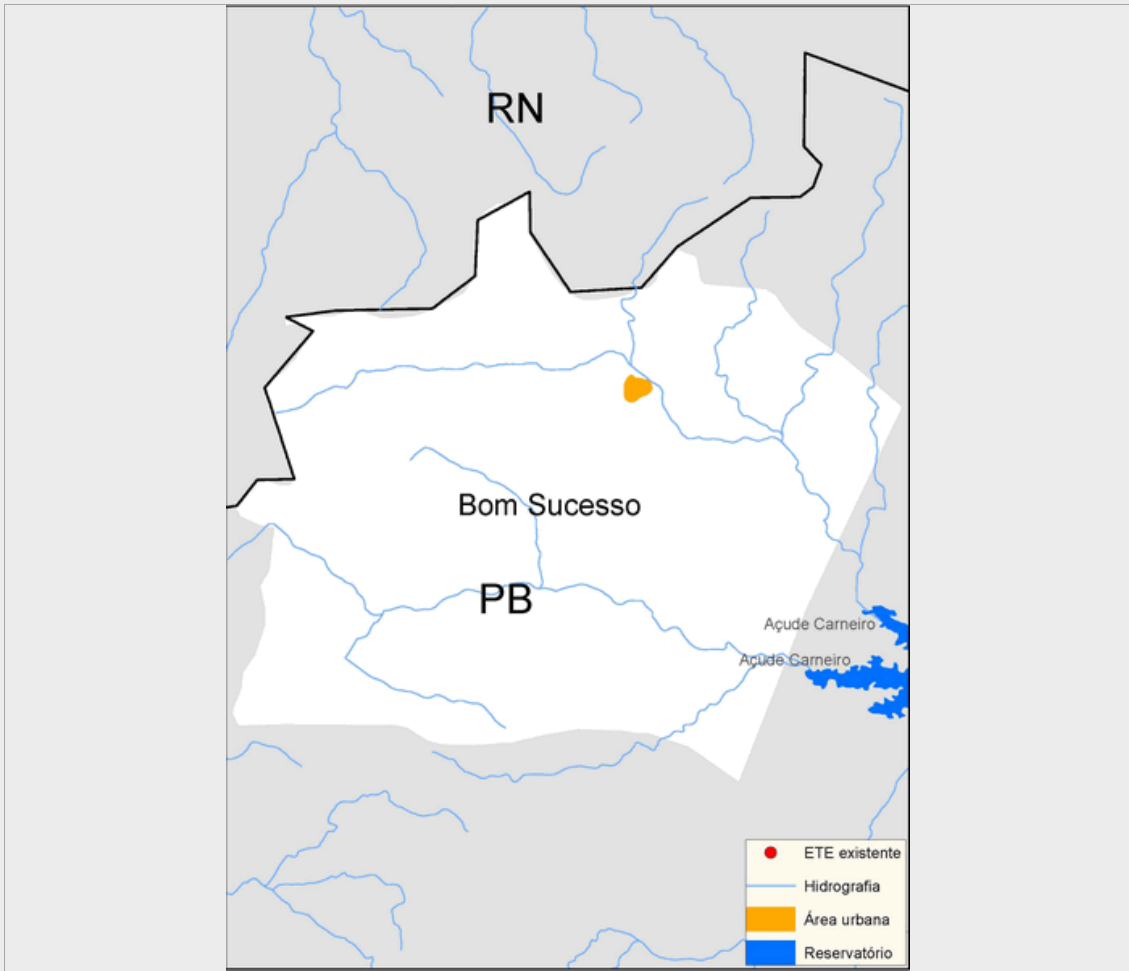 RN
Bom Sucesso
PB
Açude Carneiro
Açude Carneiro
ETE existente
Hidrografia
Área urbana
Reservatório